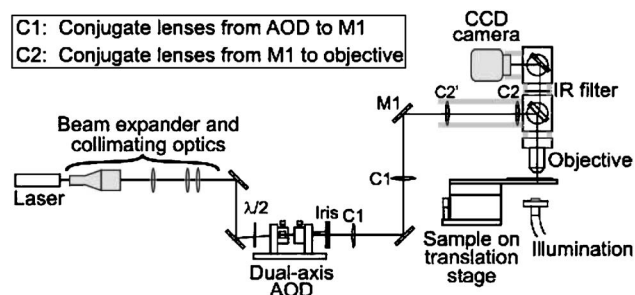 C1: Conjugate lenses from AOD to M1
C2: Conjugate lenses from M1 to objective
CCD
camera
C2'
C2
IR filter
M1
Beam expander and
collimating optics
Objective
C1
Laser
λ/2
Iris
C1
Sample on
translation
stage
Illumination
Dual-axis
AOD